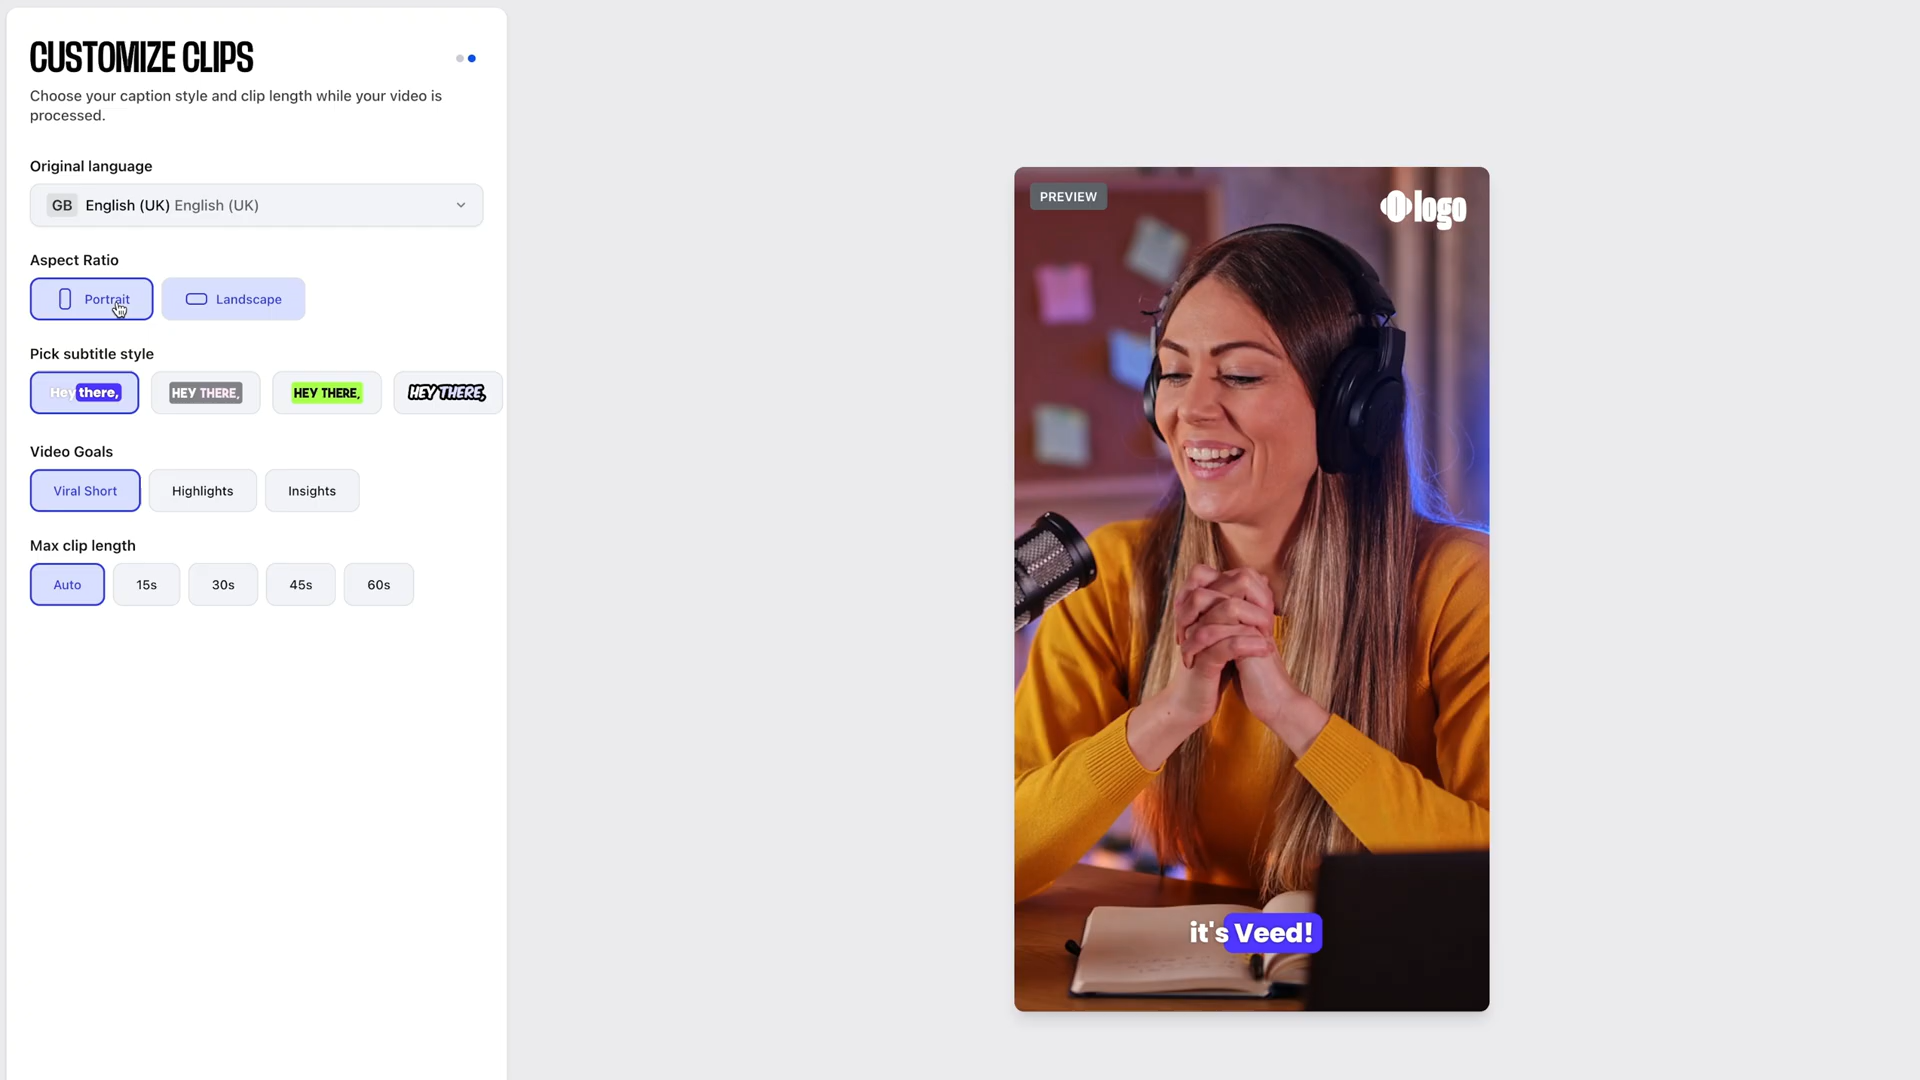 CUSTOMIZE CLIPS
Choose your caption style and clip length while your video is
processed.
Original language
GB English (UK) English (UK)
Aspect Ratio
Portrait Landscape
Pick subtitle style
Hey there, HEY THERE, HEY THERE, HEY THERE,
Video Goals
Viral Short Highlights Insights
Max clip length
Auto 15s 30s 45s 60s
PREVIEW
logo
it's Veed!